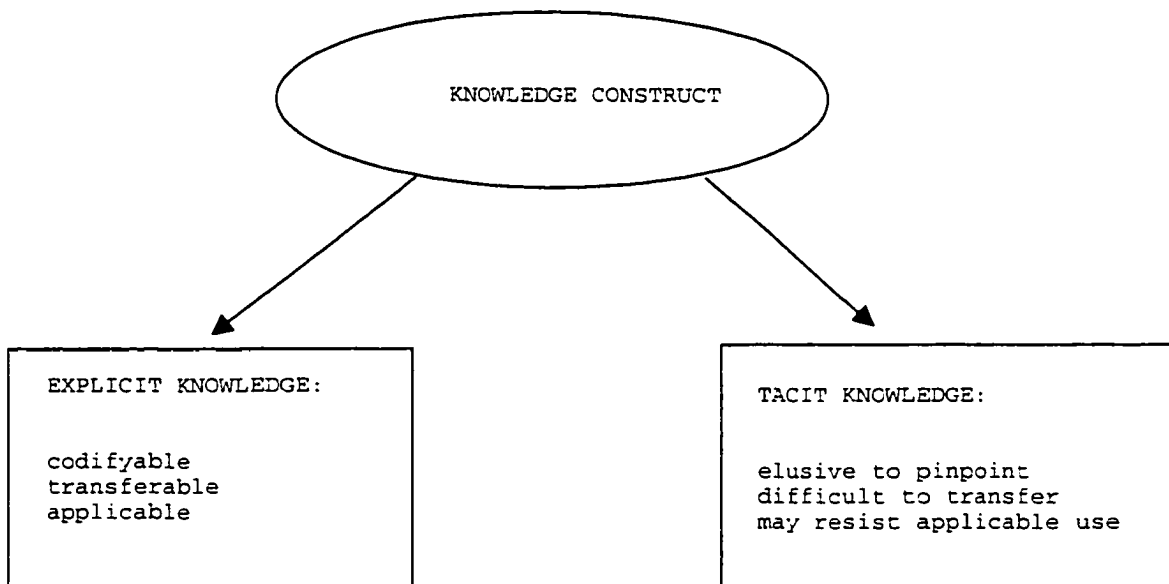 KNOWLEDGE CONSTRUCT
EXPLICIT KNOWLEDGE:
codifyable
transferable
applicable
TACIT KNOWLEDGE:
elusive to pinpoint
difficult to transfer
may resist applicable use